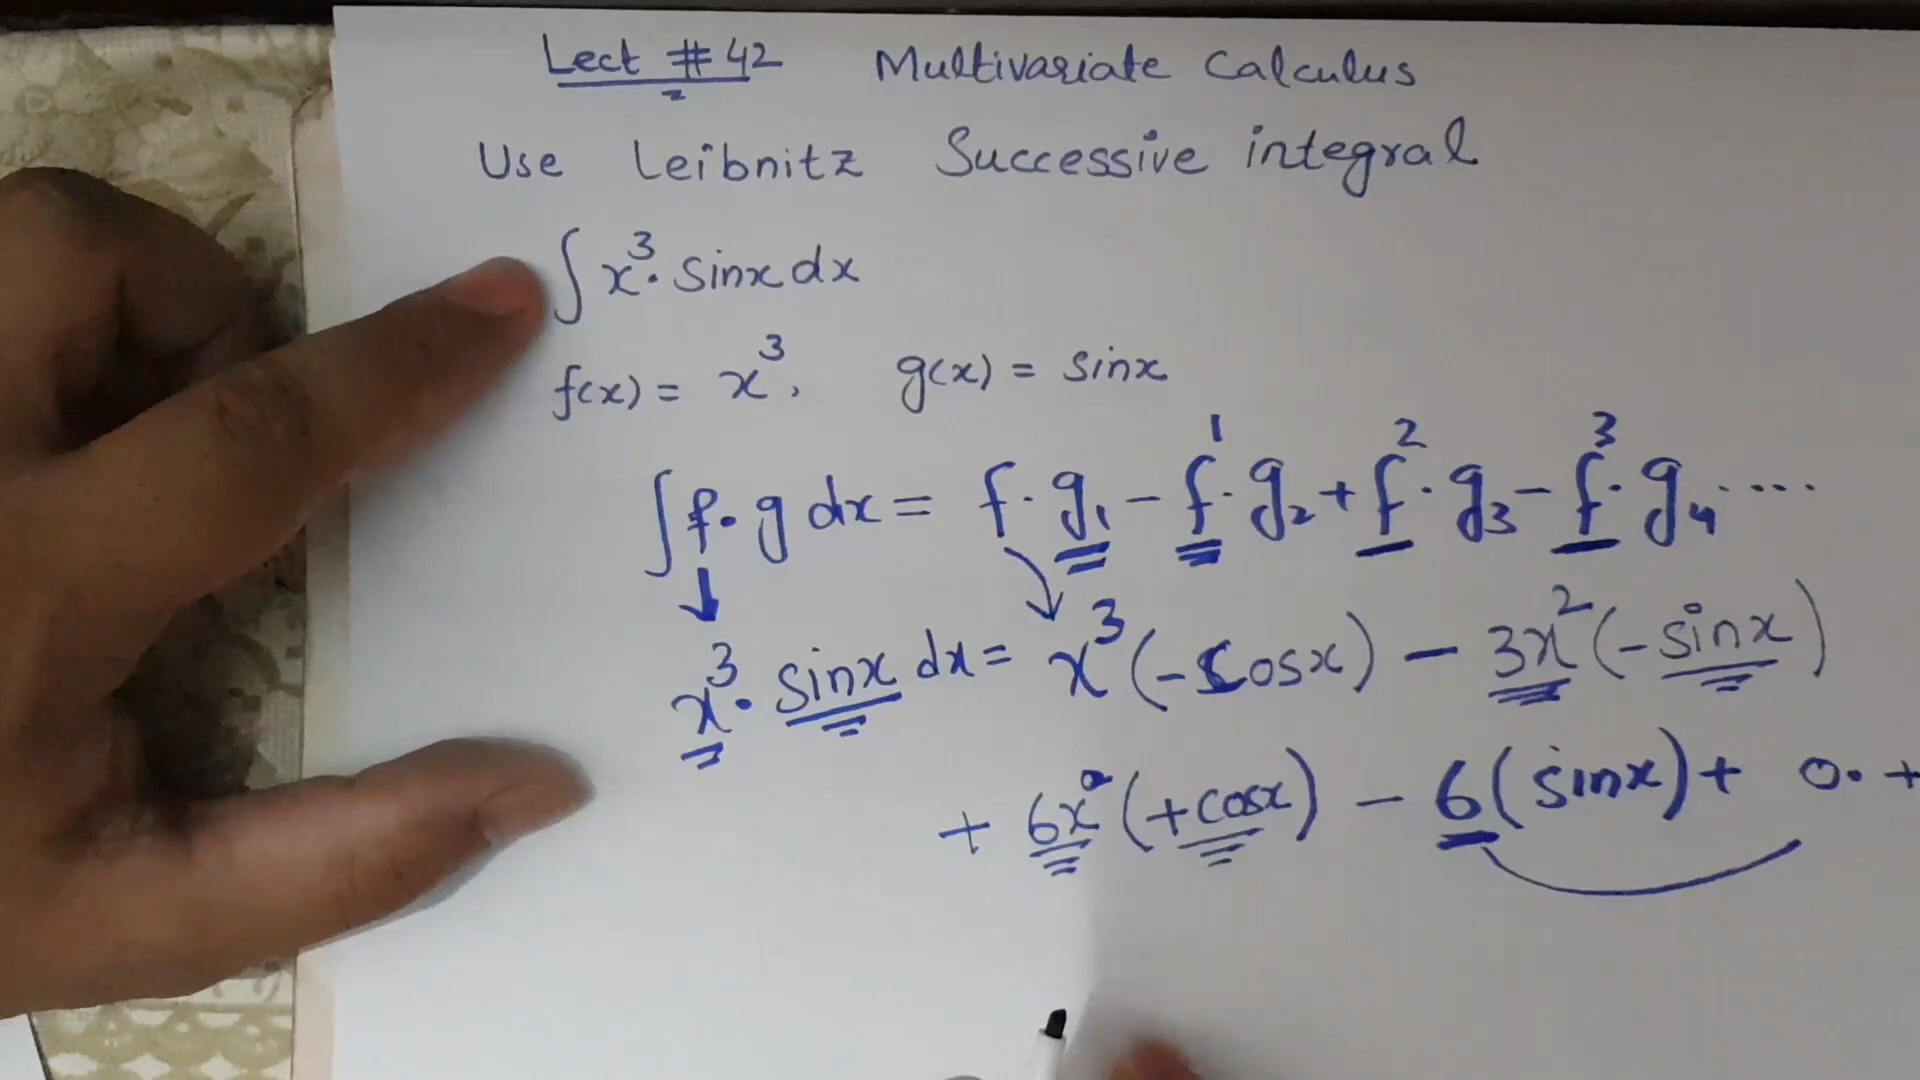 Lect # 42 Multivariate Calculus
Use Leibnitz Successive integral
∫ x³. sinx dx
f(x) = x³, g(x) = sinx
∫ f. g dx = f. g₁ - f¹. g₂ + f². g₃ - f³. g₄ ....
x³. sinx dx = x³ (-cosx) - 3x² (-sinx)
+ 6x (+cosx) - 6 (sinx) + 0. +